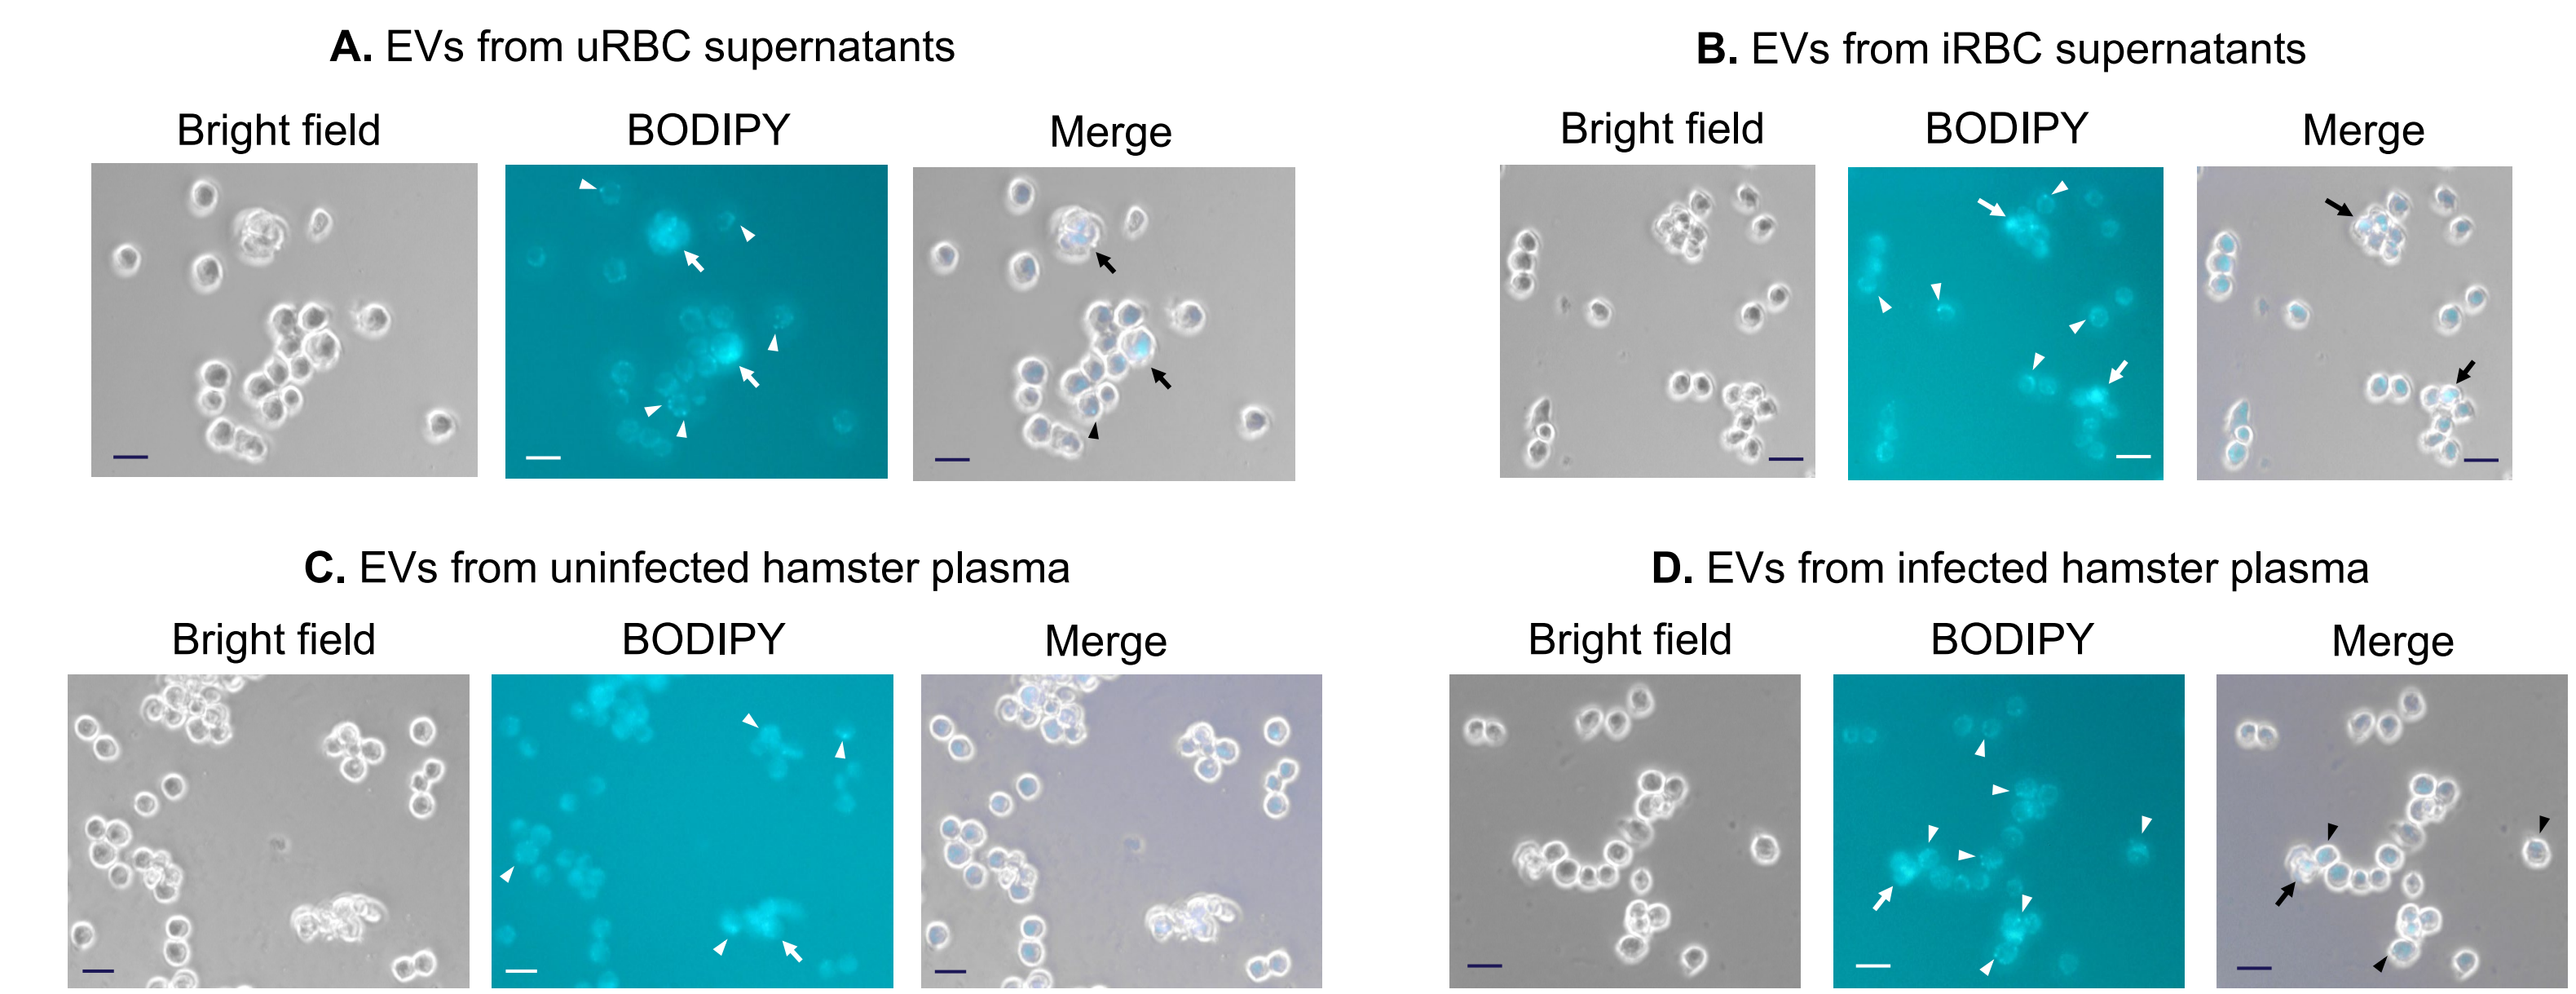 A. EVs from uRBC supernatants
B. EVs from iRBC supernatants
Bright field BODIPY Merge
Bright field BODIPY Merge
C. EVs from uninfected hamster plasma
D. EVs from infected hamster plasma
Bright field BODIPY Merge
Bright field BODIPY Merge